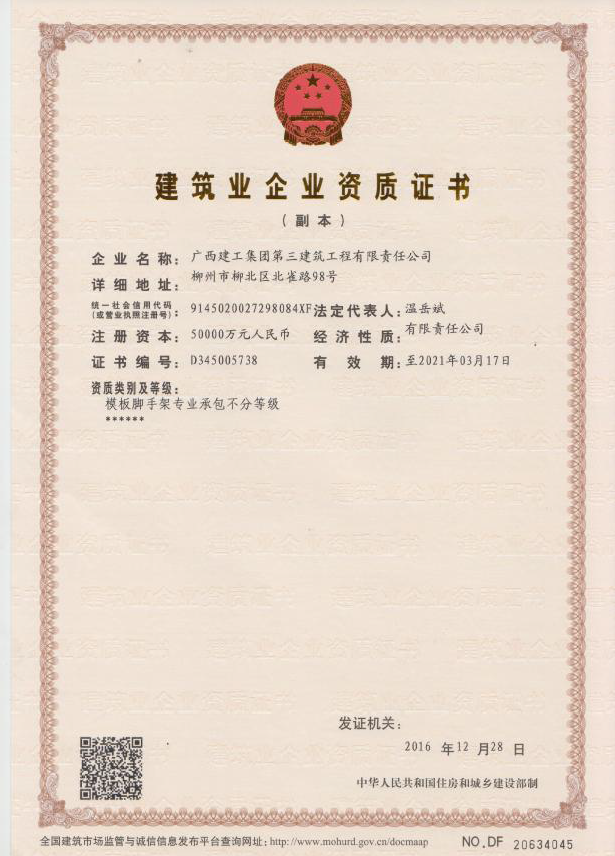 建筑业企业资质证书
(副本)
企业名称：广西建工集团第三建筑工程有限责任公司
详细地址：柳州市柳北区北雀路98号
统一社会信用代码
(或营业执照注册号)：9145020027298084XF 法定代表人：温岳斌
注册资本：50000万元人民币 经济性质：有限责任公司
证书编号：D345005738 有效期：至2021年03月17日
资质类别及等级：
模板脚手架专业承包不分等级
******
发证机关：
2016 年 12 月 28 日
中华人民共和国住房和城乡建设部制
全国建筑市场监管与诚信信息发布平台查询网址：http://www.mohurd.gov.cn/docmaap NO.DF 20634045